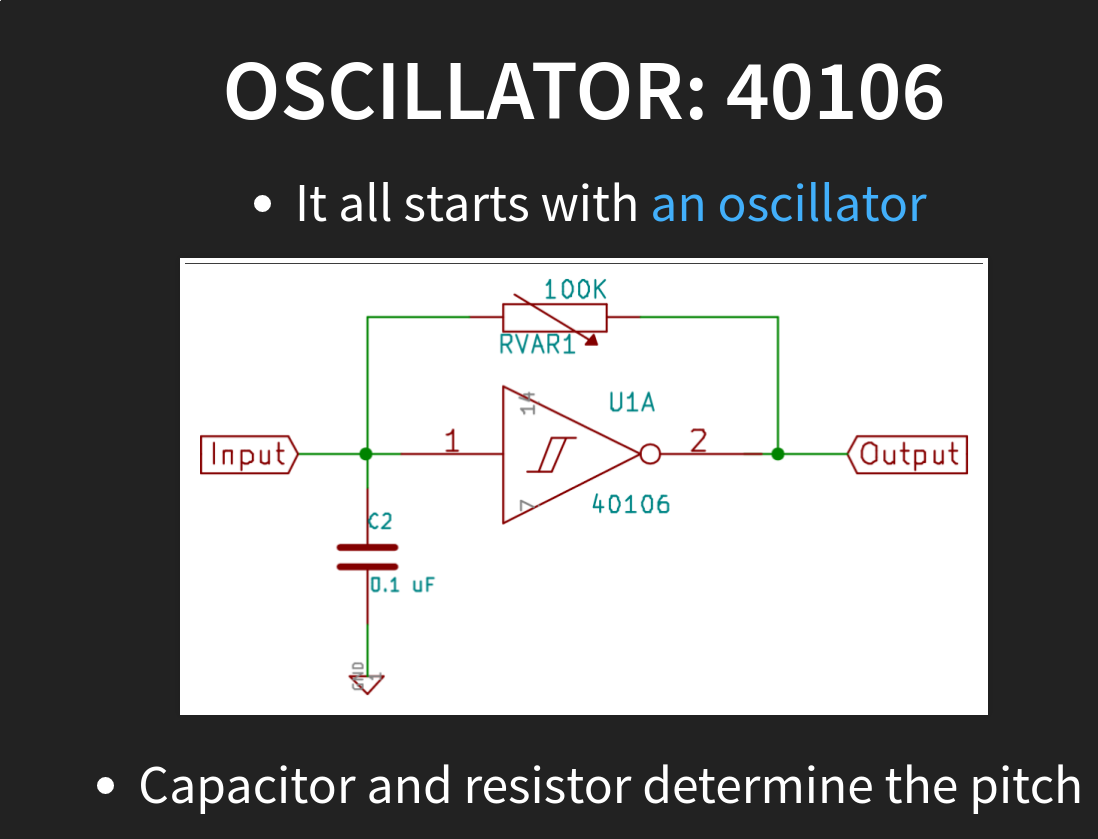 OSCILLATOR: 40106
It all starts with an oscillator
100K
RVAR1
14
U1A
Input
1
2
Output
7
40106
C2
0.1 uF
GND
1
Capacitor and resistor determine the pitch